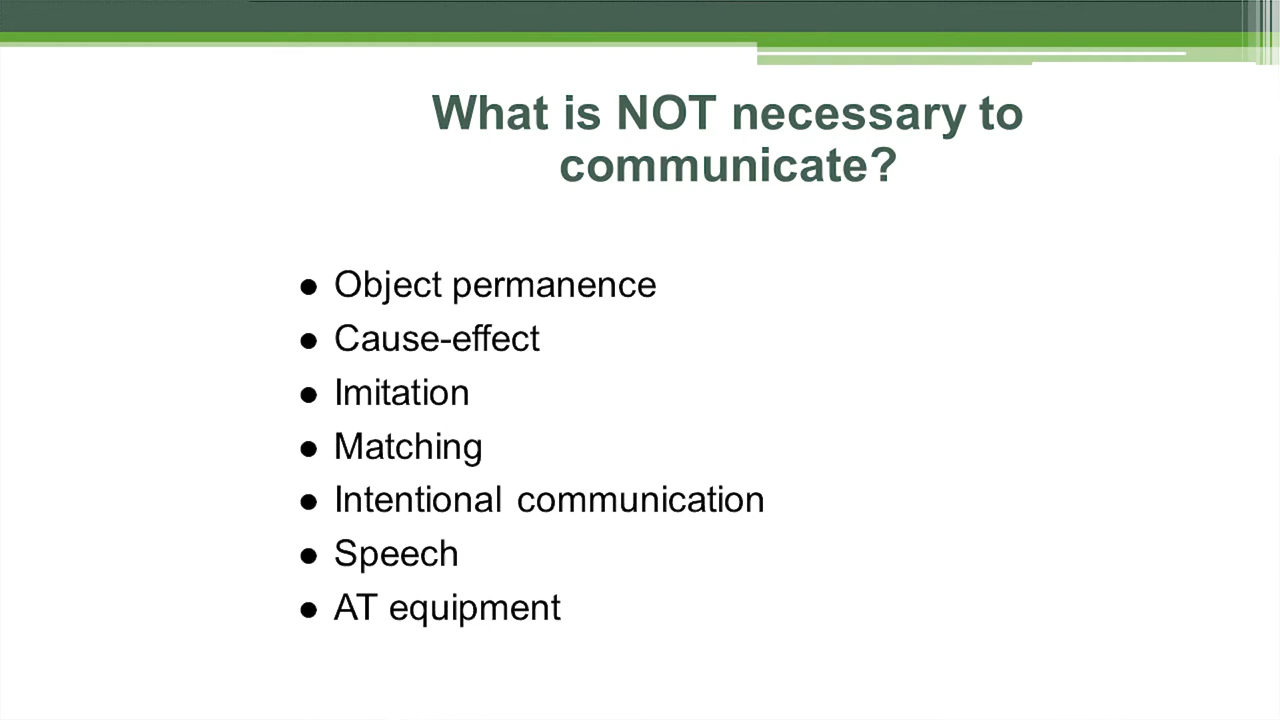 What is NOT necessary to
communicate?
● Object permanence
● Cause-effect
● Imitation
● Matching
● Intentional communication
● Speech
● AT equipment